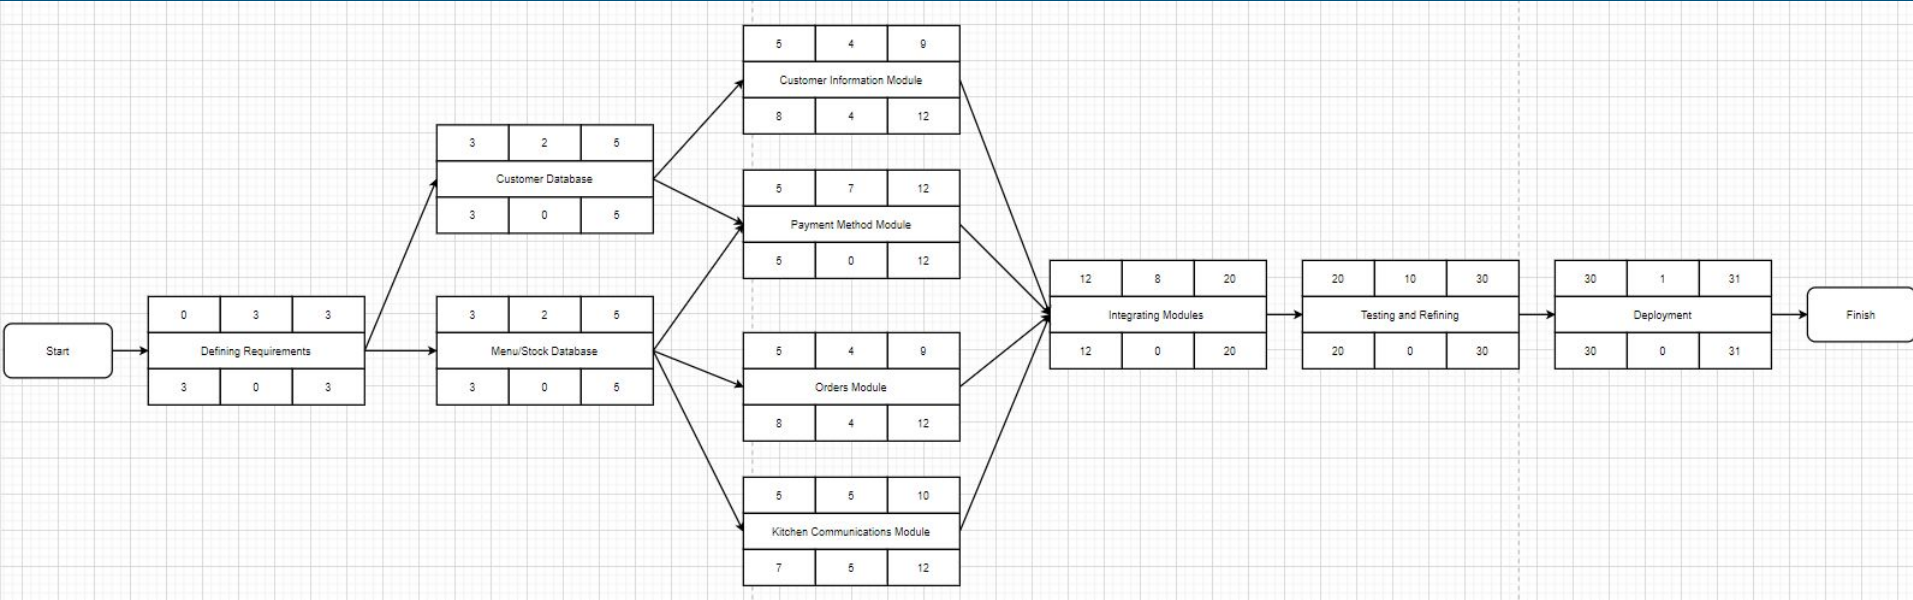 Start
0 3 3
Defining Requirements
3 0 3
3 2 5
Customer Database
3 0 5
3 2 5
Menu/Stock Database
3 0 5
5 4 9
Customer Information Module
8 4 12
5 7 12
Payment Method Module
5 0 12
5 4 9
Orders Module
8 4 12
5 5 10
Kitchen Communications Module
7 5 12
12 8 20
Integrating Modules
12 0 20
20 10 30
Testing and Refining
20 0 30
30 1 31
Deployment
30 0 31
Finish